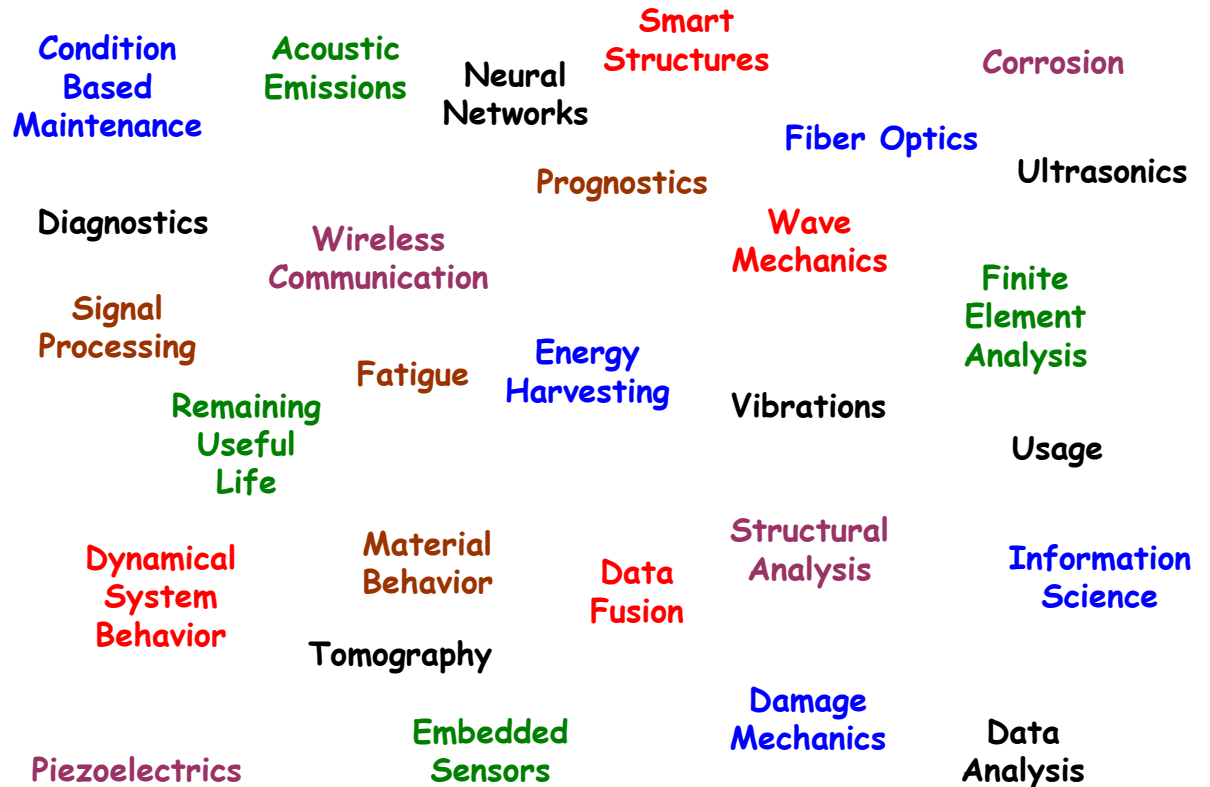 Condition
Based
Maintenance
Acoustic
Emissions
Neural
Networks
Smart
Structures
Corrosion
Fiber Optics
Ultrasonics
Prognostics
Diagnostics
Wireless
Communication
Wave
Mechanics
Finite
Element
Analysis
Signal
Processing
Fatigue
Energy
Harvesting
Vibrations
Remaining
Useful
Life
Usage
Dynamical
System
Behavior
Material
Behavior
Data
Fusion
Structural
Analysis
Information
Science
Tomography
Piezoelectrics
Embedded
Sensors
Damage
Mechanics
Data
Analysis